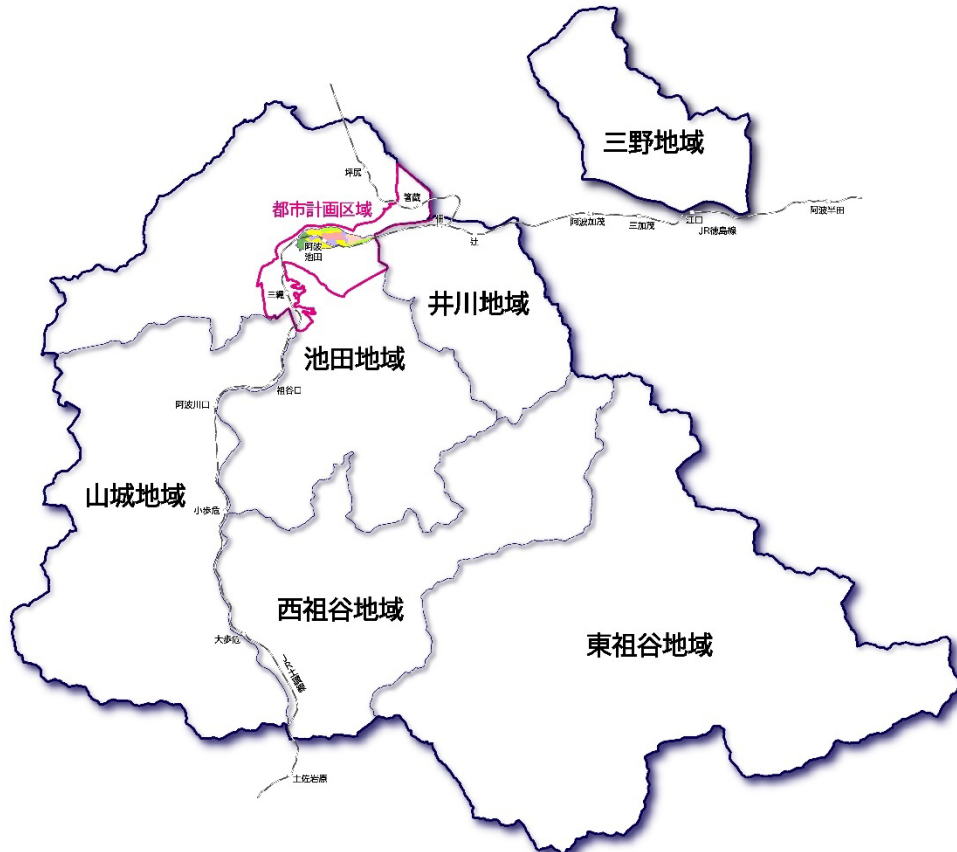 三野地域
坪尻
箸蔵
都市計画区域
佃
辻
阿波加茂
三加茂
江口
JR徳島線
阿波半田
阿波
池田
三縄
井川地域
池田地域
祖谷口
阿波川口
山城地域
小歩危
西祖谷地域
大歩危
東祖谷地域
土佐岩原